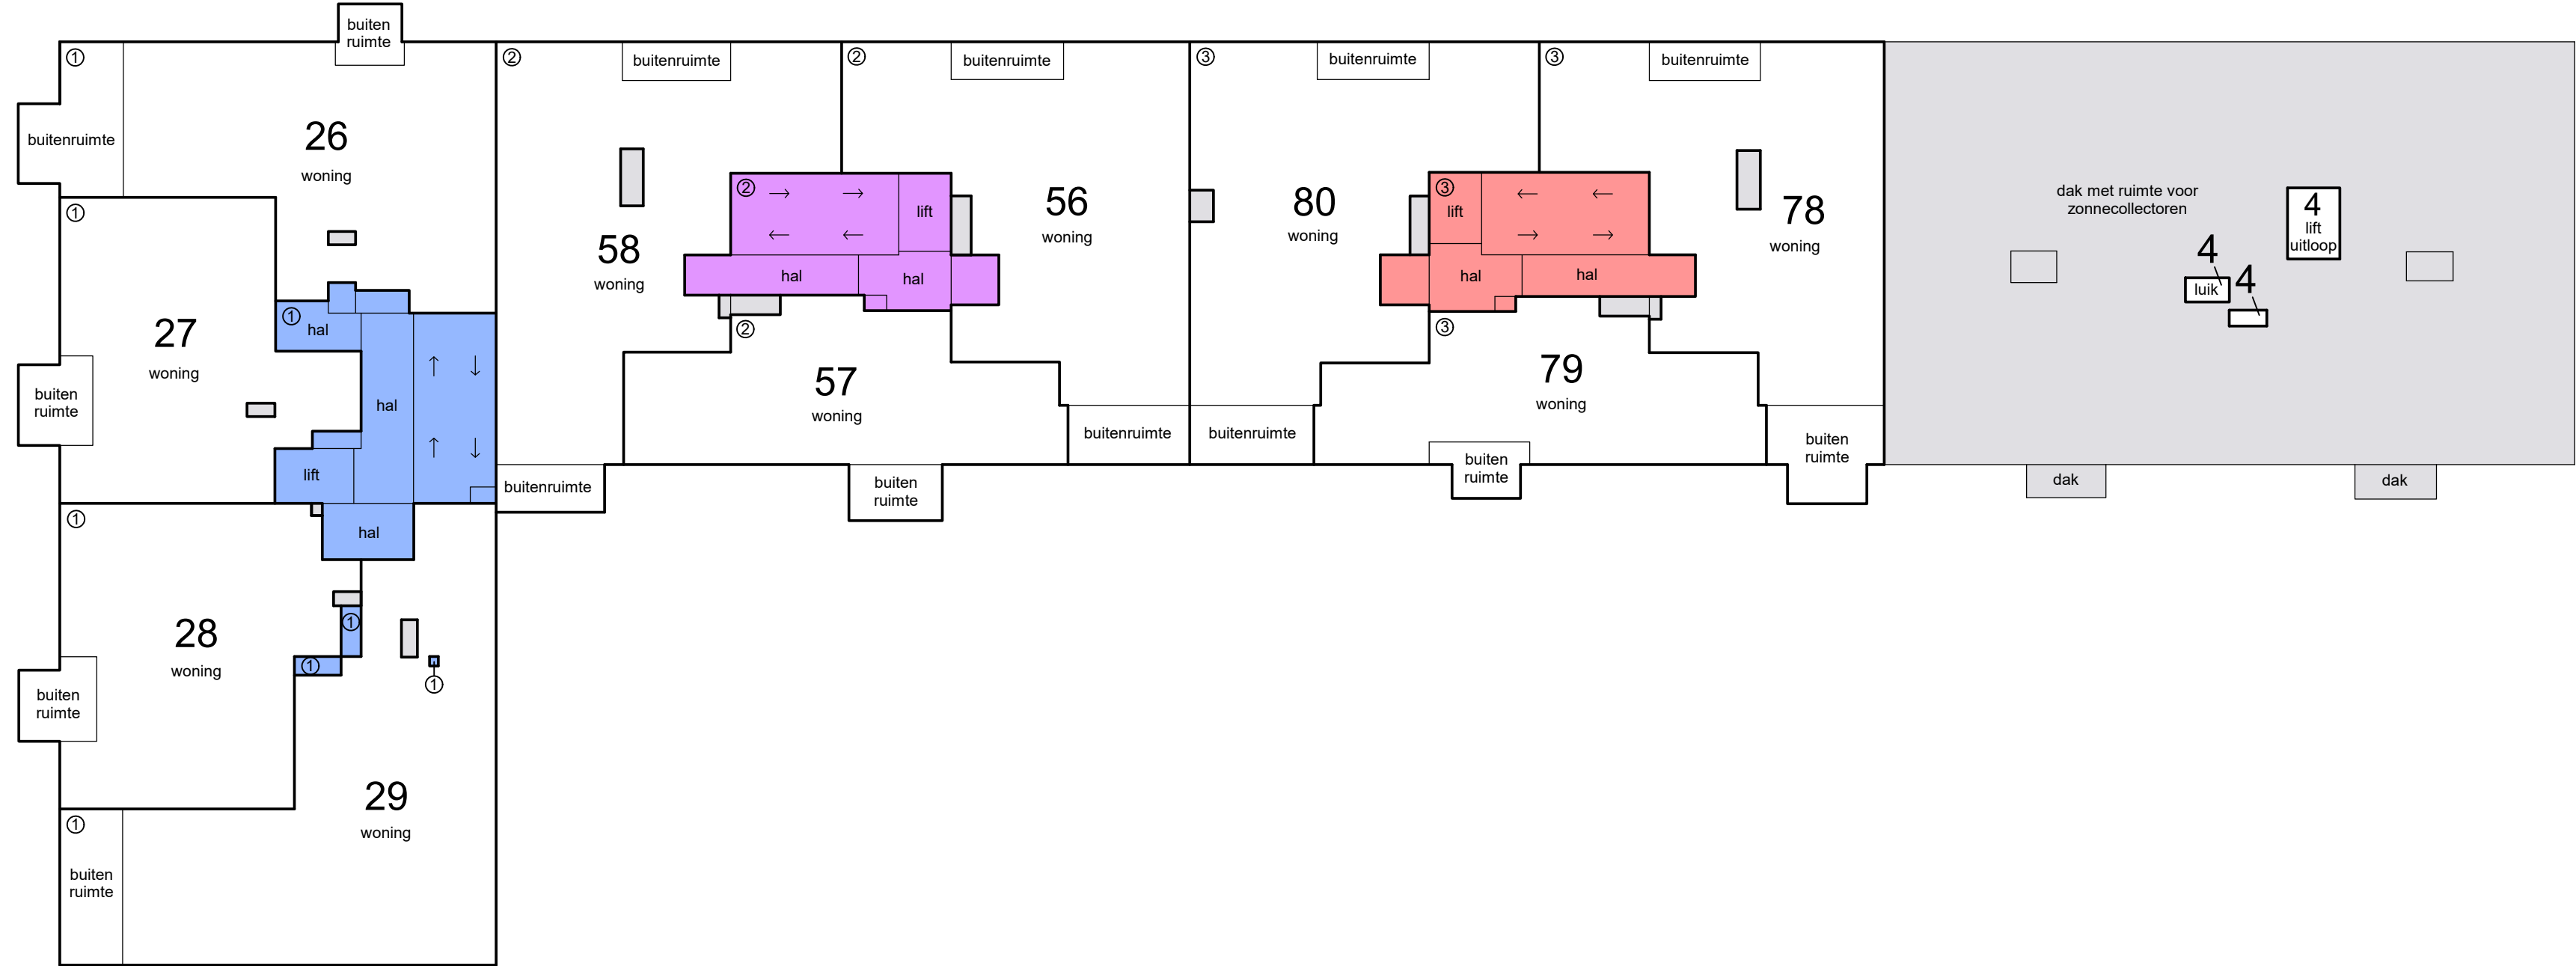 buiten
ruimte
①
buitenruimte
26
woning
①
27
woning
buiten
ruimte
①
hal
hal
lift
hal
①
28
woning
buiten
ruimte
①
①
①
29
woning
①
buiten
ruimte
②
buitenruimte
58
woning
buitenruimte
②
buitenruimte
56
woning
buitenruimte
②
lift
hal
hal
②
57
woning
buiten
ruimte
③
buitenruimte
80
woning
buitenruimte
③
lift
hal
hal
③
buitenruimte
78
woning
buiten
ruimte
③
79
woning
buiten
ruimte
dak met ruimte voor
zonnecollectoren
4
lift
uitloop
4
luik
4
dak
dak